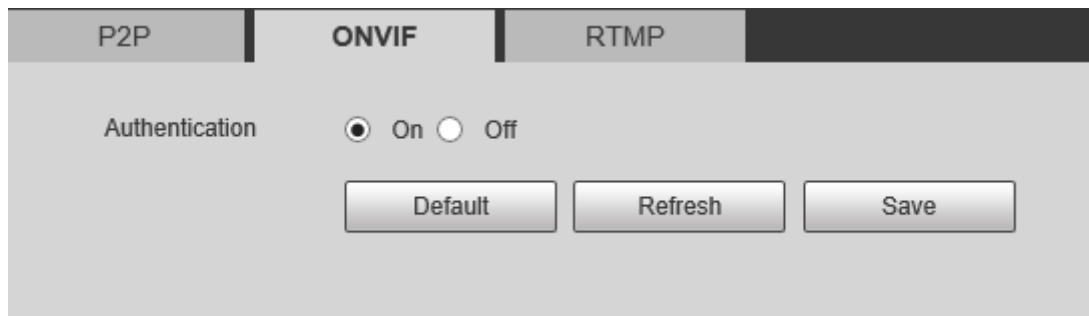 P2P ONVIF RTMP
Authentication On Off
Default Refresh Save